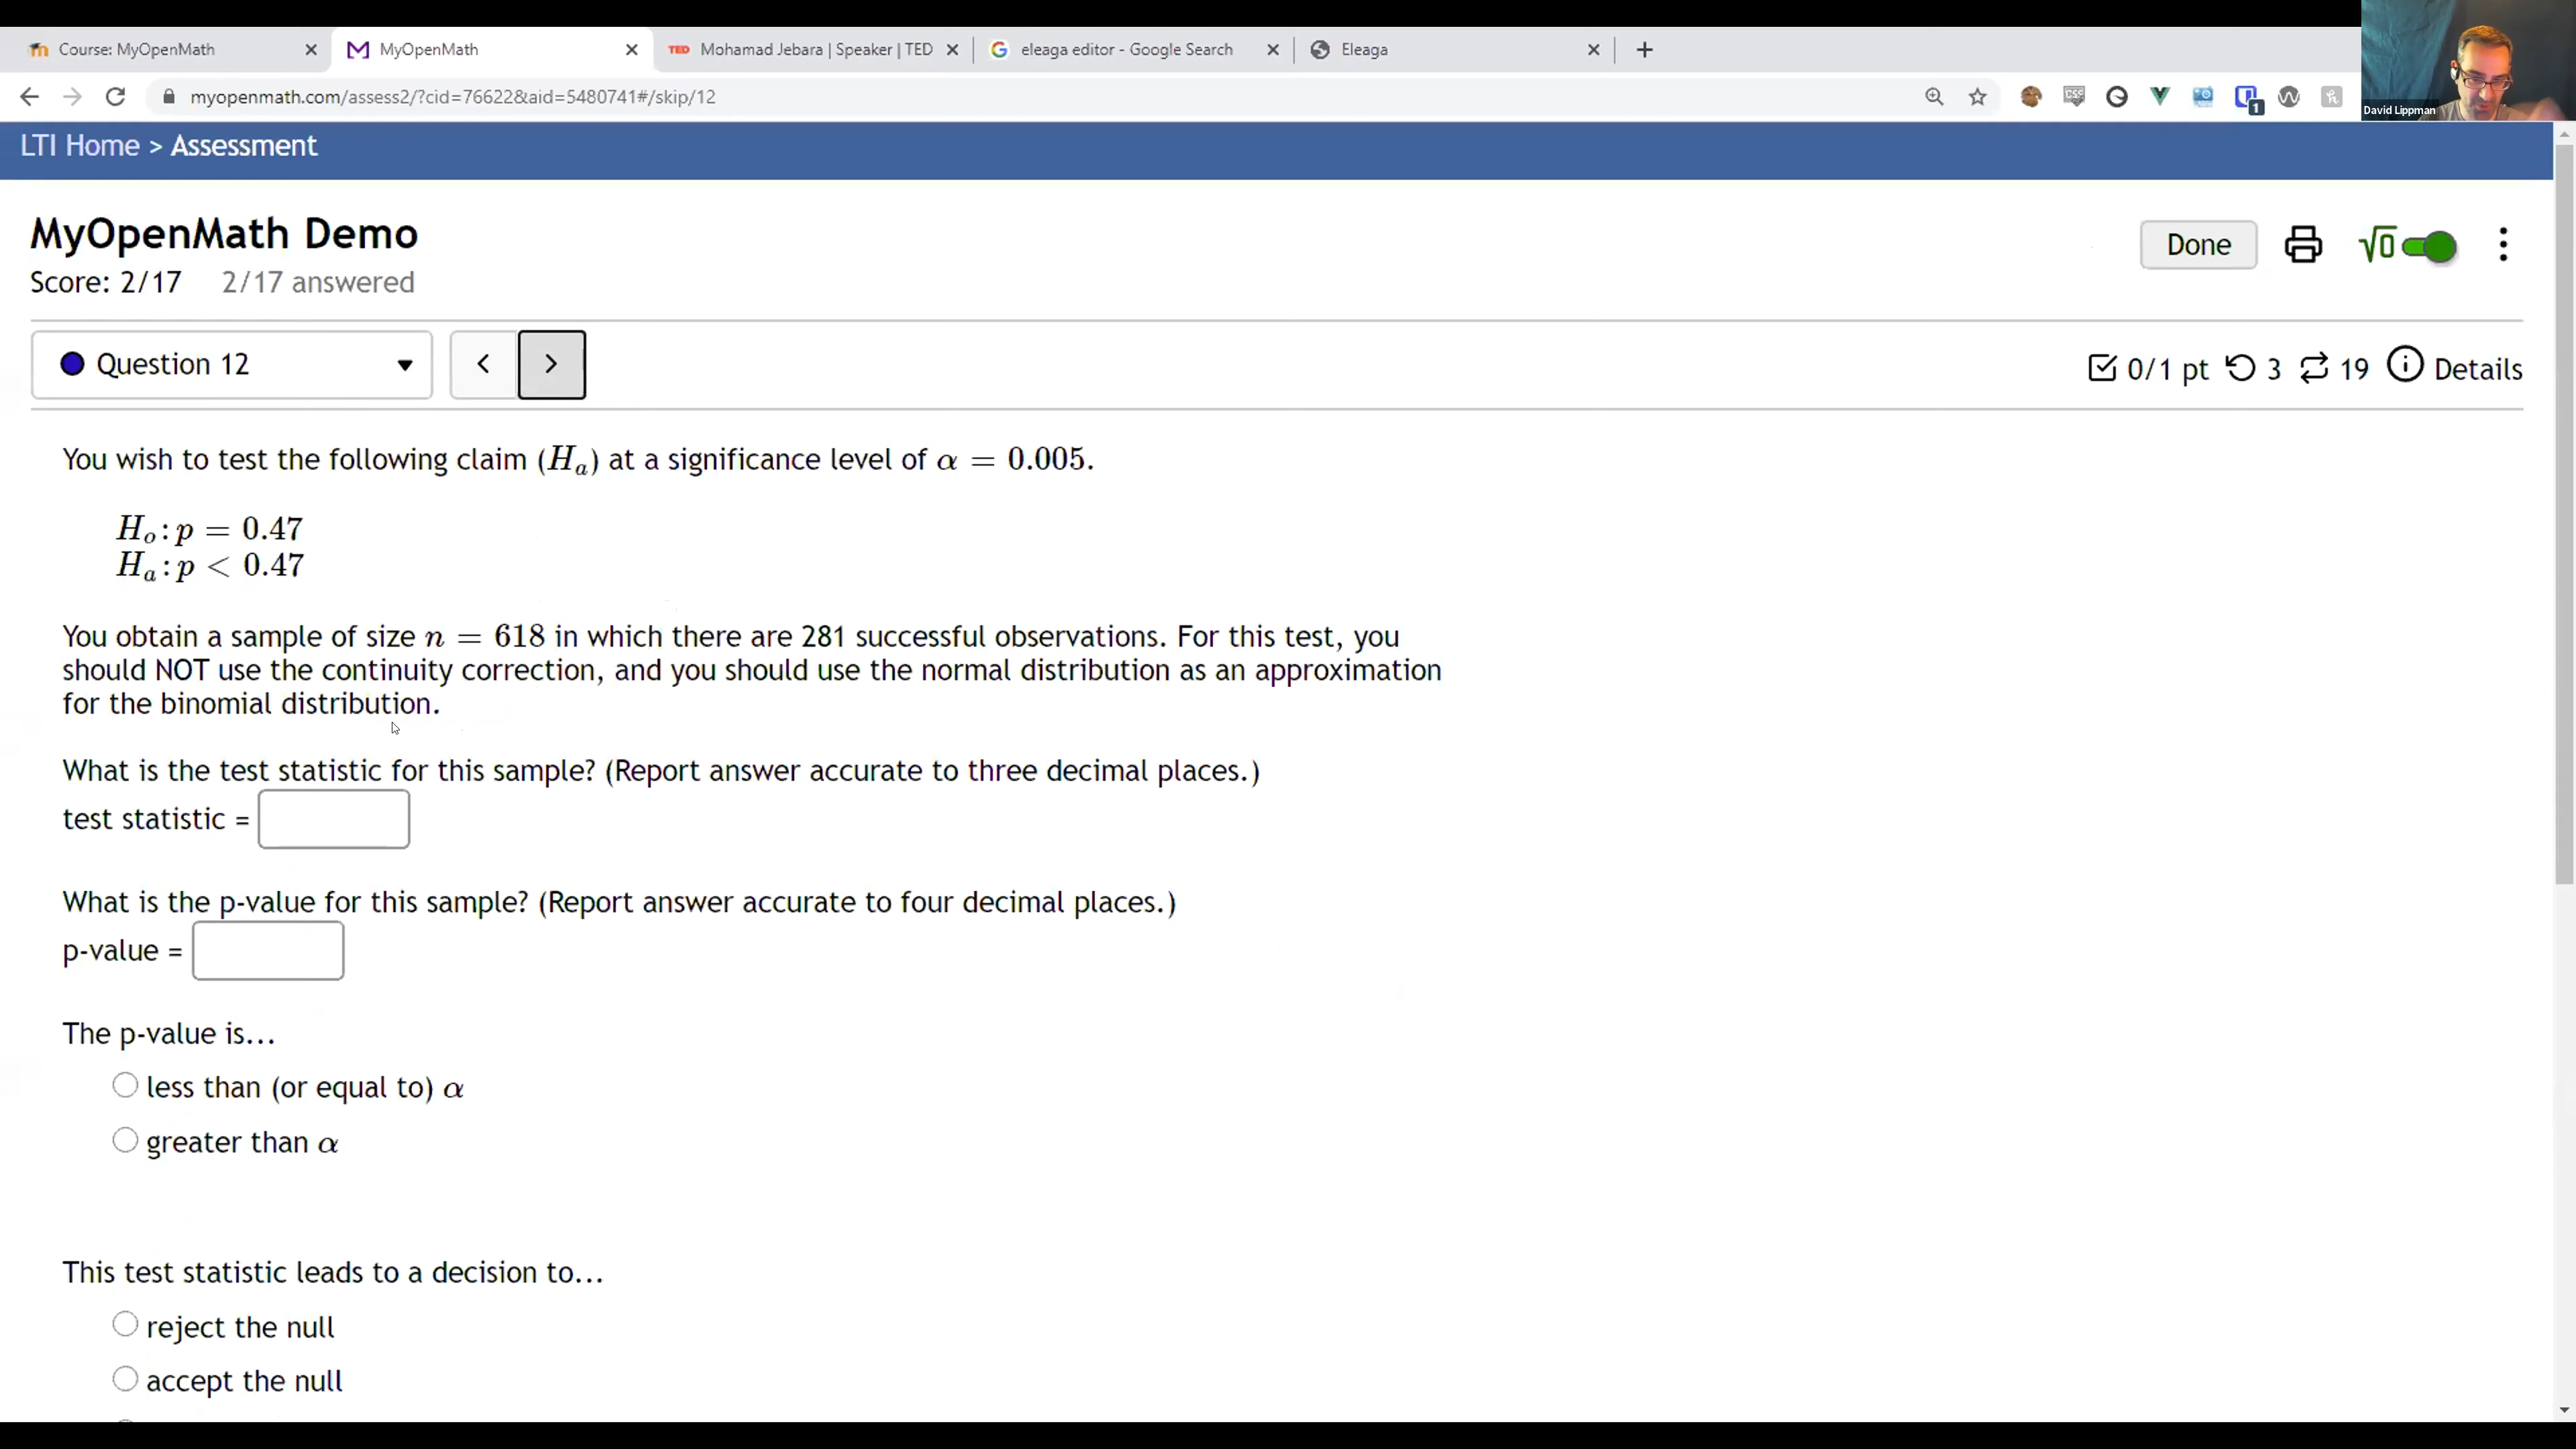 Course: MyOpenMath
MyOpenMath
TED Mohamad Jebara | Speaker | TED
eleaga editor - Google Search
Eleaga
David Lippman
myopenmath.com/assess2/?cid=76622&aid=5480741#/skip/12
LTI Home > Assessment
MyOpenMath Demo
Done
√0
Score: 2/17 2/17 answered
Question 12
0/1 pt 3 19 Details
You wish to test the following claim (Hₐ) at a significance level of α = 0.005.
Hₒ: p = 0.47
Hₐ: p < 0.47
You obtain a sample of size n = 618 in which there are 281 successful observations. For this test, you
should NOT use the continuity correction, and you should use the normal distribution as an approximation
for the binomial distribution.
What is the test statistic for this sample? (Report answer accurate to three decimal places.)
test statistic =
What is the p-value for this sample? (Report answer accurate to four decimal places.)
p-value =
The p-value is...
less than (or equal to) α
greater than α
This test statistic leads to a decision to...
reject the null
accept the null